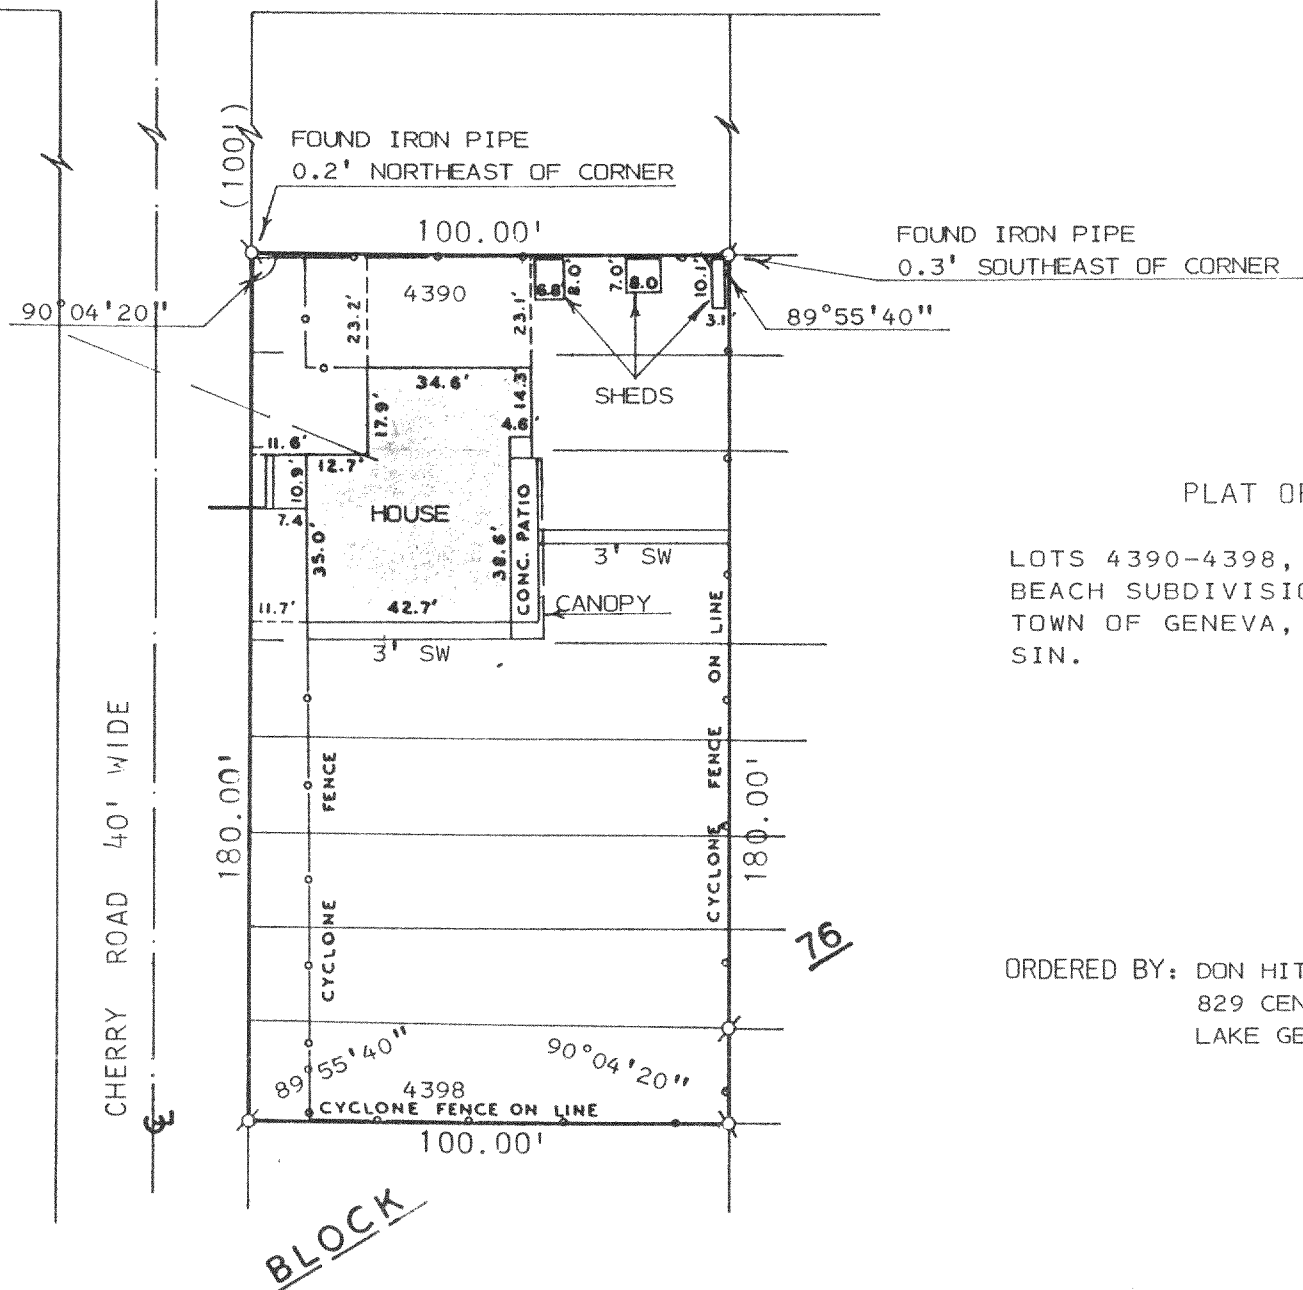 (100')
FOUND IRON PIPE
0.2' NORTHEAST OF CORNER
100.00'
FOUND IRON PIPE
0.3' SOUTHEAST OF CORNER
90°04'20"
89°55'40"
4390
23.2'
23.1'
6.8'
8.0'
7.0'
8.0
10.1'
3.1'
SHEDS
34.6'
14.3'
17.9'
4.6'
11.6'
12.7'
10.9'
7.4'
HOUSE
35.0'
38.6'
CONC. PATIO
3' SW
CANOPY
11.7'
42.7'
3' SW
PLAT OF
LOTS 4390-4398,
BEACH SUBDIVISIO
TOWN OF GENEVA,
SIN.
CHERRY ROAD 40' WIDE
180.00'
CYCLONE FENCE
CYCLONE FENCE ON LINE
180.00'
76
ORDERED BY: DON HIT
829 CEN
LAKE GE
89°55'40"
90°04'20"
4398
CYCLONE FENCE ON LINE
100.00'
BLOCK